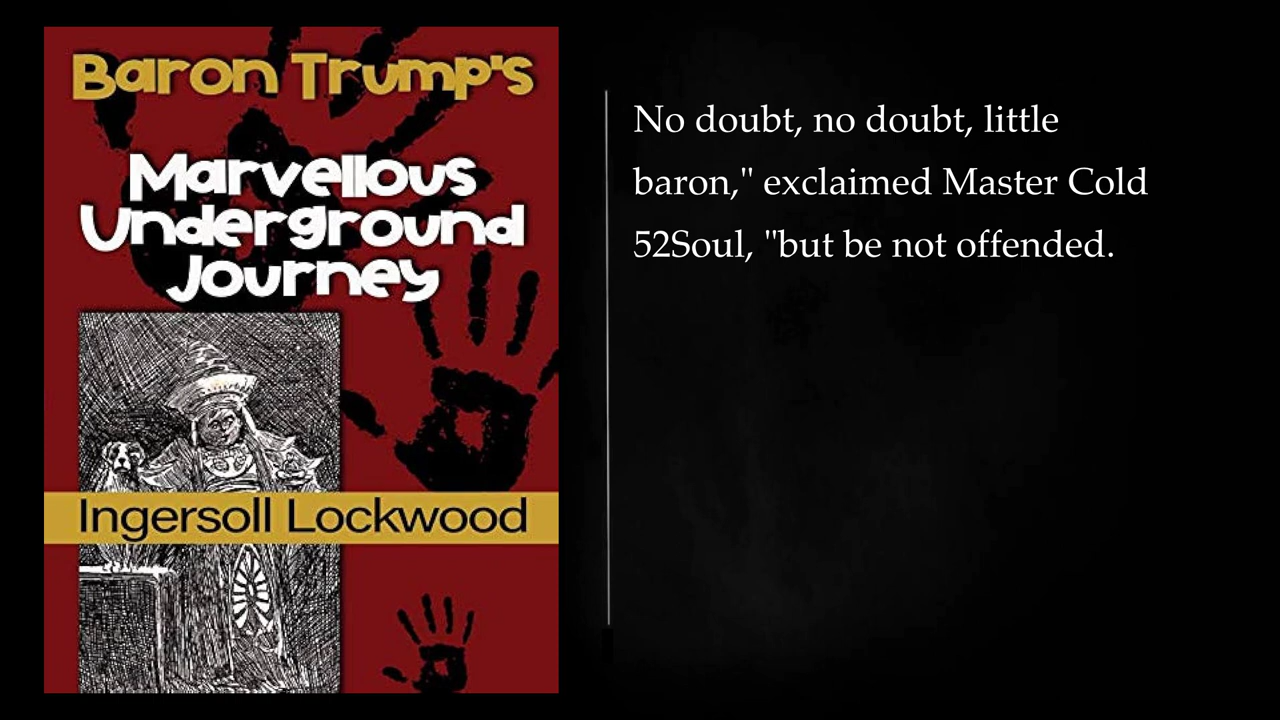 Baron Trump's
Marvellous
Underground
Journey
Ingersoll Lockwood
No doubt, no doubt, little
baron," exclaimed Master Cold
52Soul, "but be not offended.